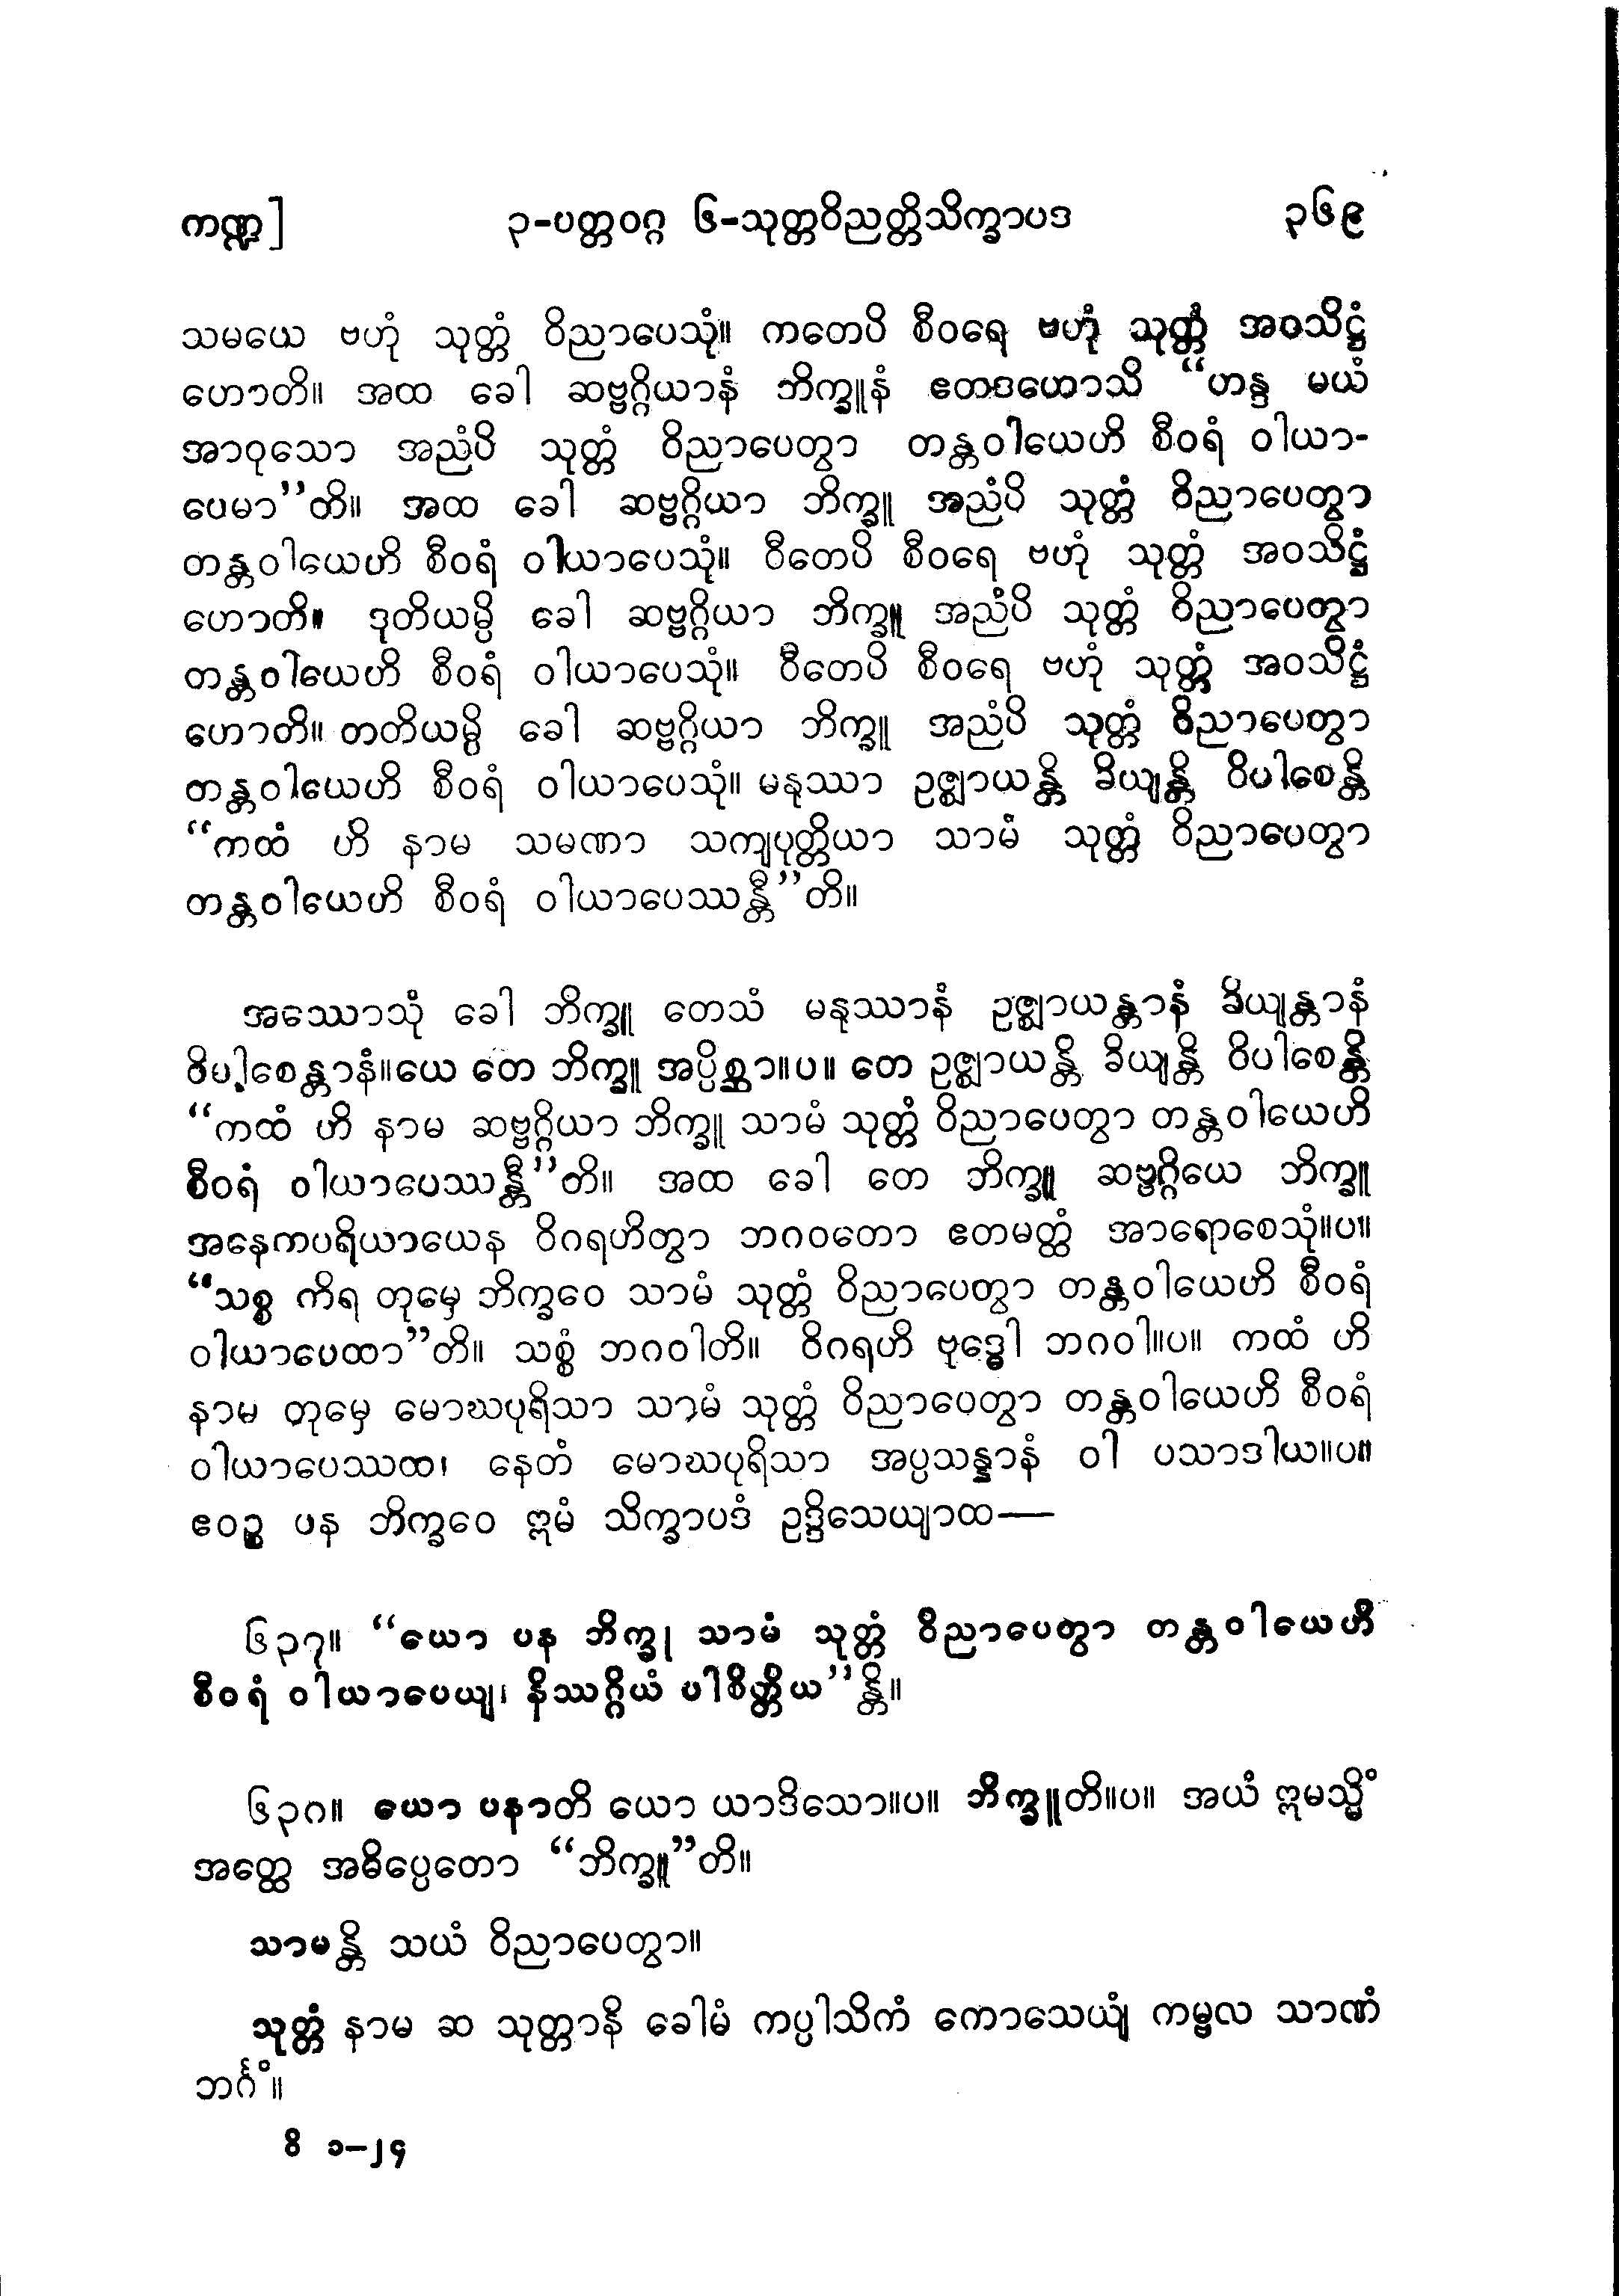 ကဏ္ဍ] ၃-ပတ္တဝဂ္ဂ ၆-သုတ္တဝိညတ္တိသိက္ခာပဒ ၃၆၉
သမယေ ဗဟုံ သုတ္တံ ဝိညာပေသုံ။ ကတေပိ စီဝရေ ဗဟုံ သုတ္တံ အဝသိဋ္ဌံ
ဟောတိ။ အထ ခေါ ဆဗ္ဗဂ္ဂိယာနံ ဘိက္ခူနံ ဧတဒဟောသိ “ဟန္ဒ မယံ
အာဝုသော အညံပိ သုတ္တံ ဝိညာပေတွာ တန္တဝါယေဟိ စီဝရံ ဝါယာ-
ပေမာ”တိ။ အထ ခေါ ဆဗ္ဗဂ္ဂိယာ ဘိက္ခူ အညံပိ သုတ္တံ ဝိညာပေတွာ
တန္တဝါယေဟိ စီဝရံ ဝါယာပေသုံ။ ဝီတေပိ စီဝရေ ဗဟုံ သုတ္တံ အဝသိဋ္ဌံ
ဟောတိ။ ဒုတိယမ္ပိ ခေါ ဆဗ္ဗဂ္ဂိယာ ဘိက္ခူ အညံပိ သုတ္တံ ဝိညာပေတွာ
တန္တဝါယေဟိ စီဝရံ ဝါယာပေသုံ။ ဝီတေပိ စီဝရေ ဗဟုံ သုတ္တံ အဝသိဋ္ဌံ
ဟောတိ။ တတိယမ္ပိ ခေါ ဆဗ္ဗဂ္ဂိယာ ဘိက္ခူ အညံပိ သုတ္တံ ဝိညာပေတွာ
တန္တဝါယေဟိ စီဝရံ ဝါယာပေသုံ။ မနုဿာ ဥဇ္ဈာယန္တိ ခိယျန္တိ ဝိပါစေန္တိ
“ကထံ ဟိ နာမ သမဏာ သကျပုတ္တိယာ သာမံ သုတ္တံ ဝိညာပေတွာ
တန္တဝါယေဟိ စီဝရံ ဝါယာပေဿန္တီ”တိ။
အဿောသုံ ခေါ ဘိက္ခူ တေသံ မနုဿာနံ ဥဇ္ဈာယန္တာနံ ခိယျန္တာနံ
ဝိပါစေန္တာနံ။ ယေ တေ ဘိက္ခူ အပ္ပိစ္ဆာ။ပ။ တေ ဥဇ္ဈာယန္တိ ခိယျန္တိ ဝိပါစေန္တိ
“ကထံ ဟိ နာမ ဆဗ္ဗဂ္ဂိယာ ဘိက္ခူ သာမံ သုတ္တံ ဝိညာပေတွာ တန္တဝါယေဟိ
စီဝရံ ဝါယာပေဿန္တီ”တိ။ အထ ခေါ တေ ဘိက္ခူ ဆဗ္ဗဂ္ဂိယေ ဘိက္ခူ
အနေကပရိယာယေန ဝိဂရဟိတွာ ဘဂဝတော ဧတမတ္ထံ အာရောစေသုံ။ပ။
“သစ္စ ကိရ တုမှေ ဘိက္ခဝေ သာမံ သုတ္တံ ဝိညာပေတွာ တန္တဝါယေဟိ စီဝရံ
ဝါယာပေထာ”တိ။ သစ္စံ ဘဂဝါတိ။ ဝိဂရဟိ ဗုဒ္ဓေါ ဘဂဝါ။ပ။ ကထံ ဟိ
နာမ တုမှေ မောဃပုရိသာ သာမံ သုတ္တံ ဝိညာပေတွာ တန္တဝါယေဟိ စီဝရံ
ဝါယာပေဿထ၊ နေတံ မောဃပုရိသာ အပ္ပသန္နာနံ ဝါ ပသာဒါယ။ပ။
ဧဝဉ္စ ပန ဘိက္ခဝေ ဣမံ သိက္ခာပဒံ ဥဒ္ဒိသေယျာထ—
၆၃၇။ “ယော ပန ဘိက္ခု သာမံ သုတ္တံ ဝိညာပေတွာ တန္တဝါယေဟိ
စီဝရံ ဝါယာပေယျ၊ နိဿဂ္ဂိယံ ပါစိတ္တိယ”န္တိ။
၆၃၈။ ယော ပနာတိ ယော ယာဒိသော။ပ။ ဘိက္ခူတိ။ပ။ အယံ ဣမသ္မိံ
အတ္ထေ အဓိပ္ပေတော “ဘိက္ခူ”တိ။
သာမန္တိ သယံ ဝိညာပေတွာ။
သုတ္တံ နာမ ဆ သုတ္တာနိ ခေါမံ ကပ္ပါသိကံ ကောသေယျံ ကမ္ဗလ သာဏံ
ဘင်္ဂံ။
ဝိ ၁–၂၄